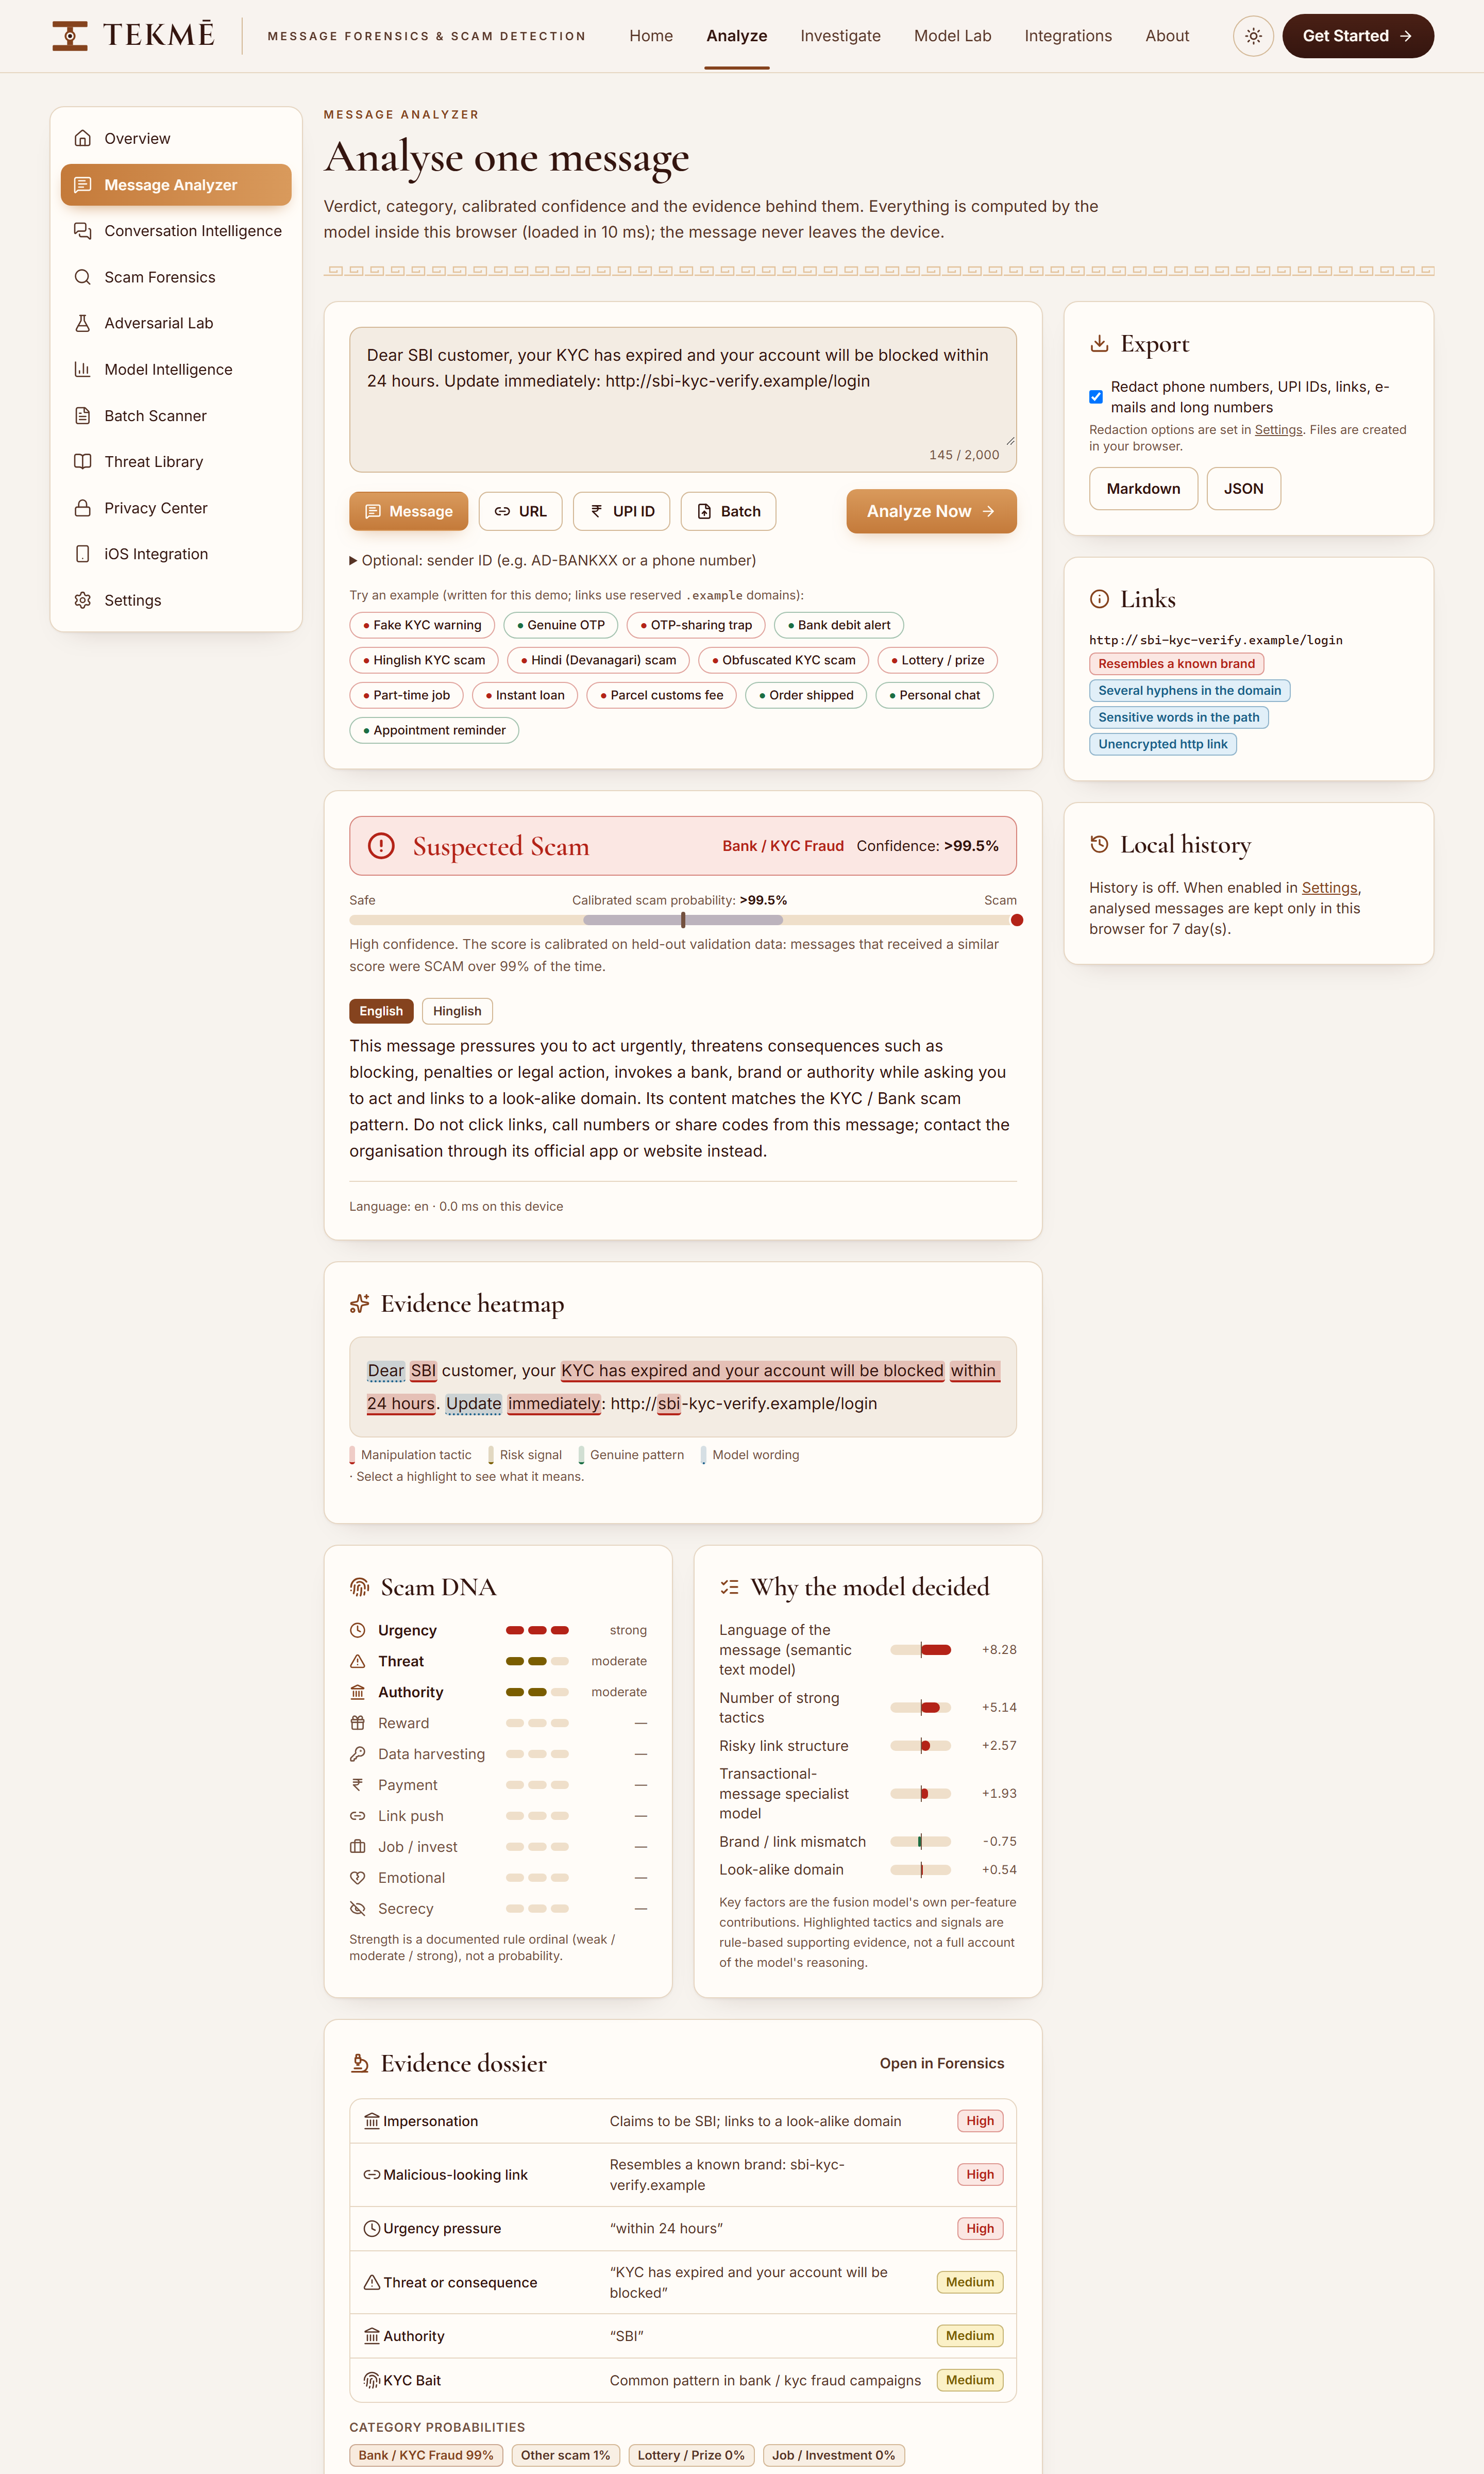 TEKMĒ
MESSAGE FORENSICS & SCAM DETECTION
Home
Analyze
Investigate
Model Lab
Integrations
About
Get Started
Overview
Message Analyzer
Conversation Intelligence
Scam Forensics
Adversarial Lab
Model Intelligence
Batch Scanner
Threat Library
Privacy Center
iOS Integration
Settings
MESSAGE ANALYZER
Analyse one message
Verdict, category, calibrated confidence and the evidence behind them. Everything is computed by the
model inside this browser (loaded in 10 ms); the message never leaves the device.
Dear SBI customer, your KYC has expired and your account will be blocked within
24 hours. Update immediately: http://sbi-kyc-verify.example/login
145 / 2,000
Message
URL
₹ UPI ID
Batch
Analyze Now
Optional: sender ID (e.g. AD-BANKXX or a phone number)
Try an example (written for this demo; links use reserved .example domains):
Fake KYC warning
Genuine OTP
OTP-sharing trap
Bank debit alert
Hinglish KYC scam
Hindi (Devanagari) scam
Obfuscated KYC scam
Lottery / prize
Part-time job
Instant loan
Parcel customs fee
Order shipped
Personal chat
Appointment reminder
Suspected Scam
Bank / KYC Fraud
Confidence: >99.5%
Safe
Calibrated scam probability: >99.5%
Scam
High confidence. The score is calibrated on held-out validation data: messages that received a similar
score were SCAM over 99% of the time.
English
Hinglish
This message pressures you to act urgently, threatens consequences such as
blocking, penalties or legal action, invokes a bank, brand or authority while asking you
to act and links to a look-alike domain. Its content matches the KYC / Bank scam
pattern. Do not click links, call numbers or share codes from this message; contact the
organisation through its official app or website instead.
Language: en · 0.0 ms on this device
Evidence heatmap
Dear SBI customer, your KYC has expired and your account will be blocked within
24 hours. Update immediately: http://sbi-kyc-verify.example/login
Manipulation tactic
Risk signal
Genuine pattern
Model wording
· Select a highlight to see what it means.
Scam DNA
Urgency strong
Threat moderate
Authority moderate
Reward —
Data harvesting —
₹ Payment —
Link push —
Job / invest —
Emotional —
Secrecy —
Strength is a documented rule ordinal (weak /
moderate / strong), not a probability.
Why the model decided
Language of the
message (semantic
text model)
+8.28
Number of strong
tactics
+5.14
Risky link structure +2.57
Transactional-
message specialist
model
+1.93
Brand / link mismatch -0.75
Look-alike domain +0.54
Key factors are the fusion model's own per-feature
contributions. Highlighted tactics and signals are
rule-based supporting evidence, not a full account
of the model's reasoning.
Evidence dossier
Open in Forensics
Impersonation
Claims to be SBI; links to a look-alike domain
High
Malicious-looking link
Resembles a known brand: sbi-kyc-
verify.example
High
Urgency pressure
“within 24 hours”
High
Threat or consequence
“KYC has expired and your account will be
blocked”
Medium
Authority
“SBI”
Medium
KYC Bait
Common pattern in bank / kyc fraud campaigns
Medium
CATEGORY PROBABILITIES
Bank / KYC Fraud 99%
Other scam 1%
Lottery / Prize 0%
Job / Investment 0%
Export
Redact phone numbers, UPI IDs, links, e-
mails and long numbers
Redaction options are set in Settings. Files are created
in your browser.
Markdown
JSON
Links
http://sbi-kyc-verify.example/login
Resembles a known brand
Several hyphens in the domain
Sensitive words in the path
Unencrypted http link
Local history
History is off. When enabled in Settings,
analysed messages are kept only in this
browser for 7 day(s).